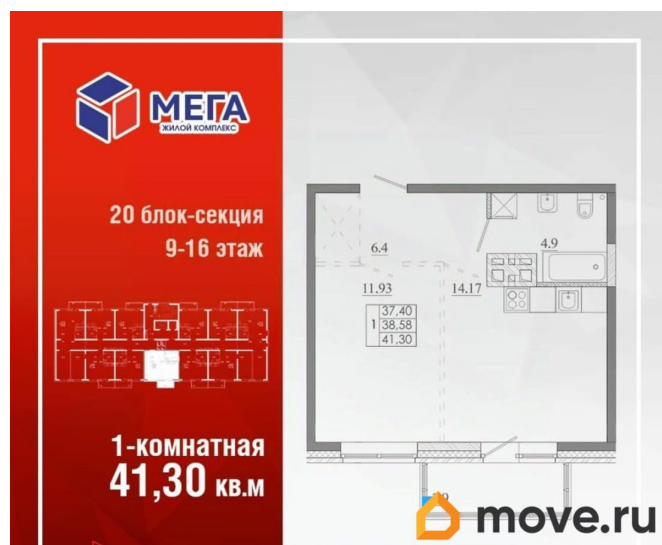 МЕГА
ЖИЛОЙ КОМПЛЕКС
20 блок-секция
9-16 этаж
1-комнатная
41,30 кв.м
4.9
6.4
11.93
14.17
1
37.40
38.58
41.30
move.ru